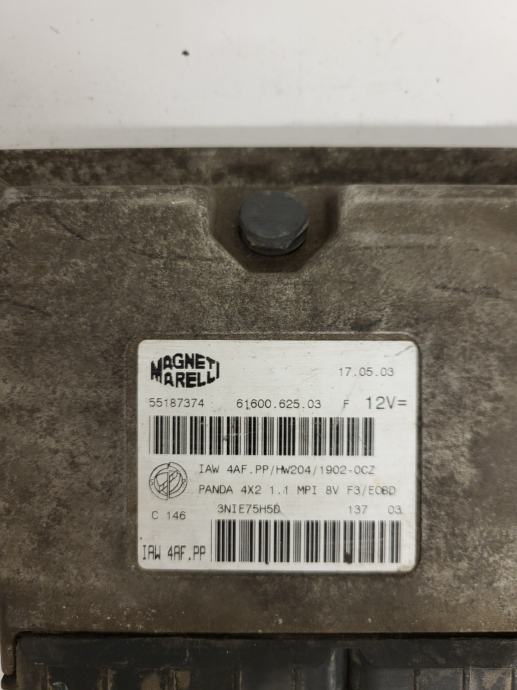 MAGNETI
MARELLI
17.05.03
55187374 61600.625.03 F 12V=
IAW 4AF.PP/HW204/1902-0CZ
PANDA 4X2 1.1 MPI 8V F3/EOBD
C 146 3NIE75H5D 137 03
IAW 4AF.PP